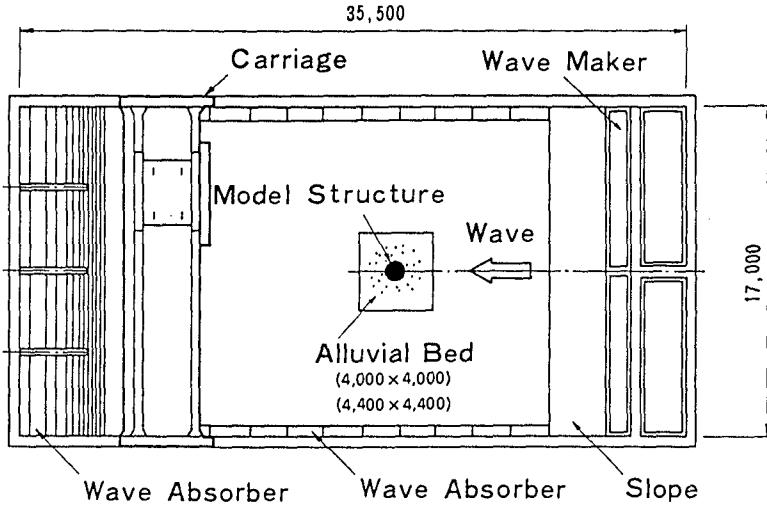 35,500
Carriage
Wave Maker
Model Structure
Wave
17,000
Alluvial Bed
(4,000×4,000)
(4,400×4,400)
Wave Absorber
Wave Absorber
Slope